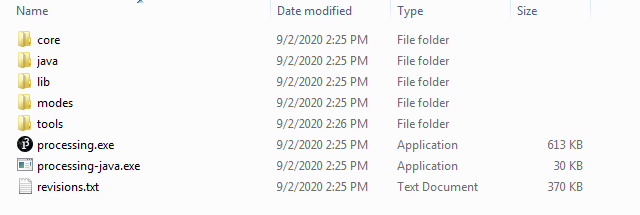 Name Date modified Type Size
core 9/2/2020 2:25 PM File folder
java 9/2/2020 2:25 PM File folder
lib 9/2/2020 2:25 PM File folder
modes 9/2/2020 2:25 PM File folder
tools 9/2/2020 2:26 PM File folder
processing.exe 9/2/2020 2:25 PM Application 613 KB
processing-java.exe 9/2/2020 2:25 PM Application 30 KB
revisions.txt 9/2/2020 2:25 PM Text Document 370 KB